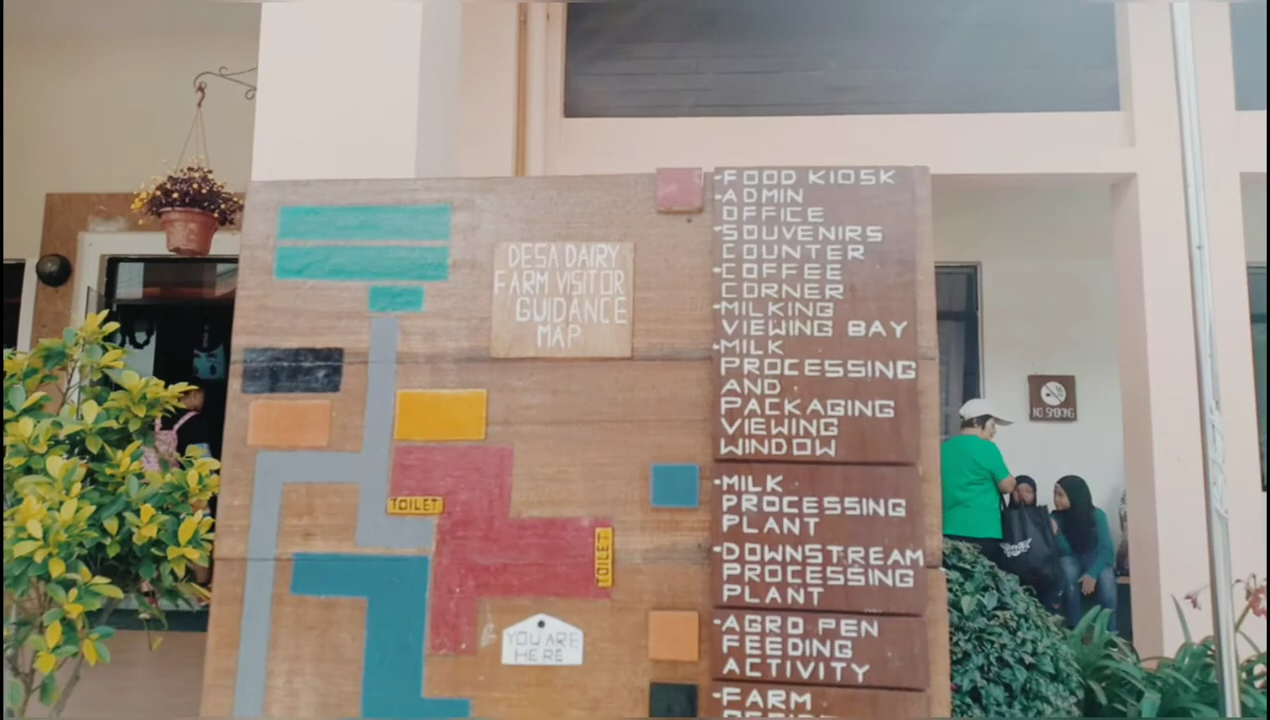 DESA DAIRY
FARM VISITOR
GUIDANCE
MAP
TOILET
TOILET
YOU ARE
HERE
-FOOD KIOSK
-ADMIN
OFFICE
-SOUVENIRS
COUNTER
-COFFEE
CORNER
-MILKING
VIEWING BAY
-MILK
PROCESSING
AND
PACKAGING
VIEWING
WINDOW
-MILK
PROCESSING
PLANT
-DOWNSTREAM
PROCESSING
PLANT
-AGRO PEN
FEEDING
ACTIVITY
-FARM
NO SMOKING